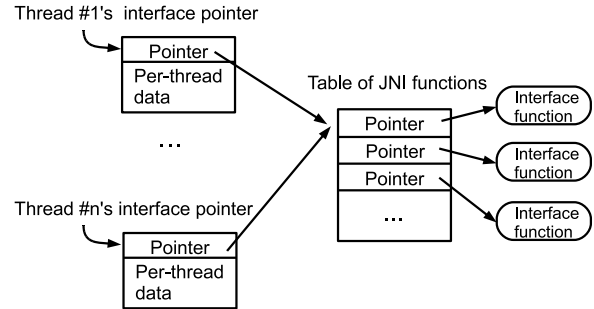 Thread #1's interface pointer
Pointer
Per-thread
data
...
Thread #n's interface pointer
Pointer
Per-thread
data
Table of JNI functions
Pointer
Pointer
Pointer
...
Interface
function
Interface
function
Interface
function